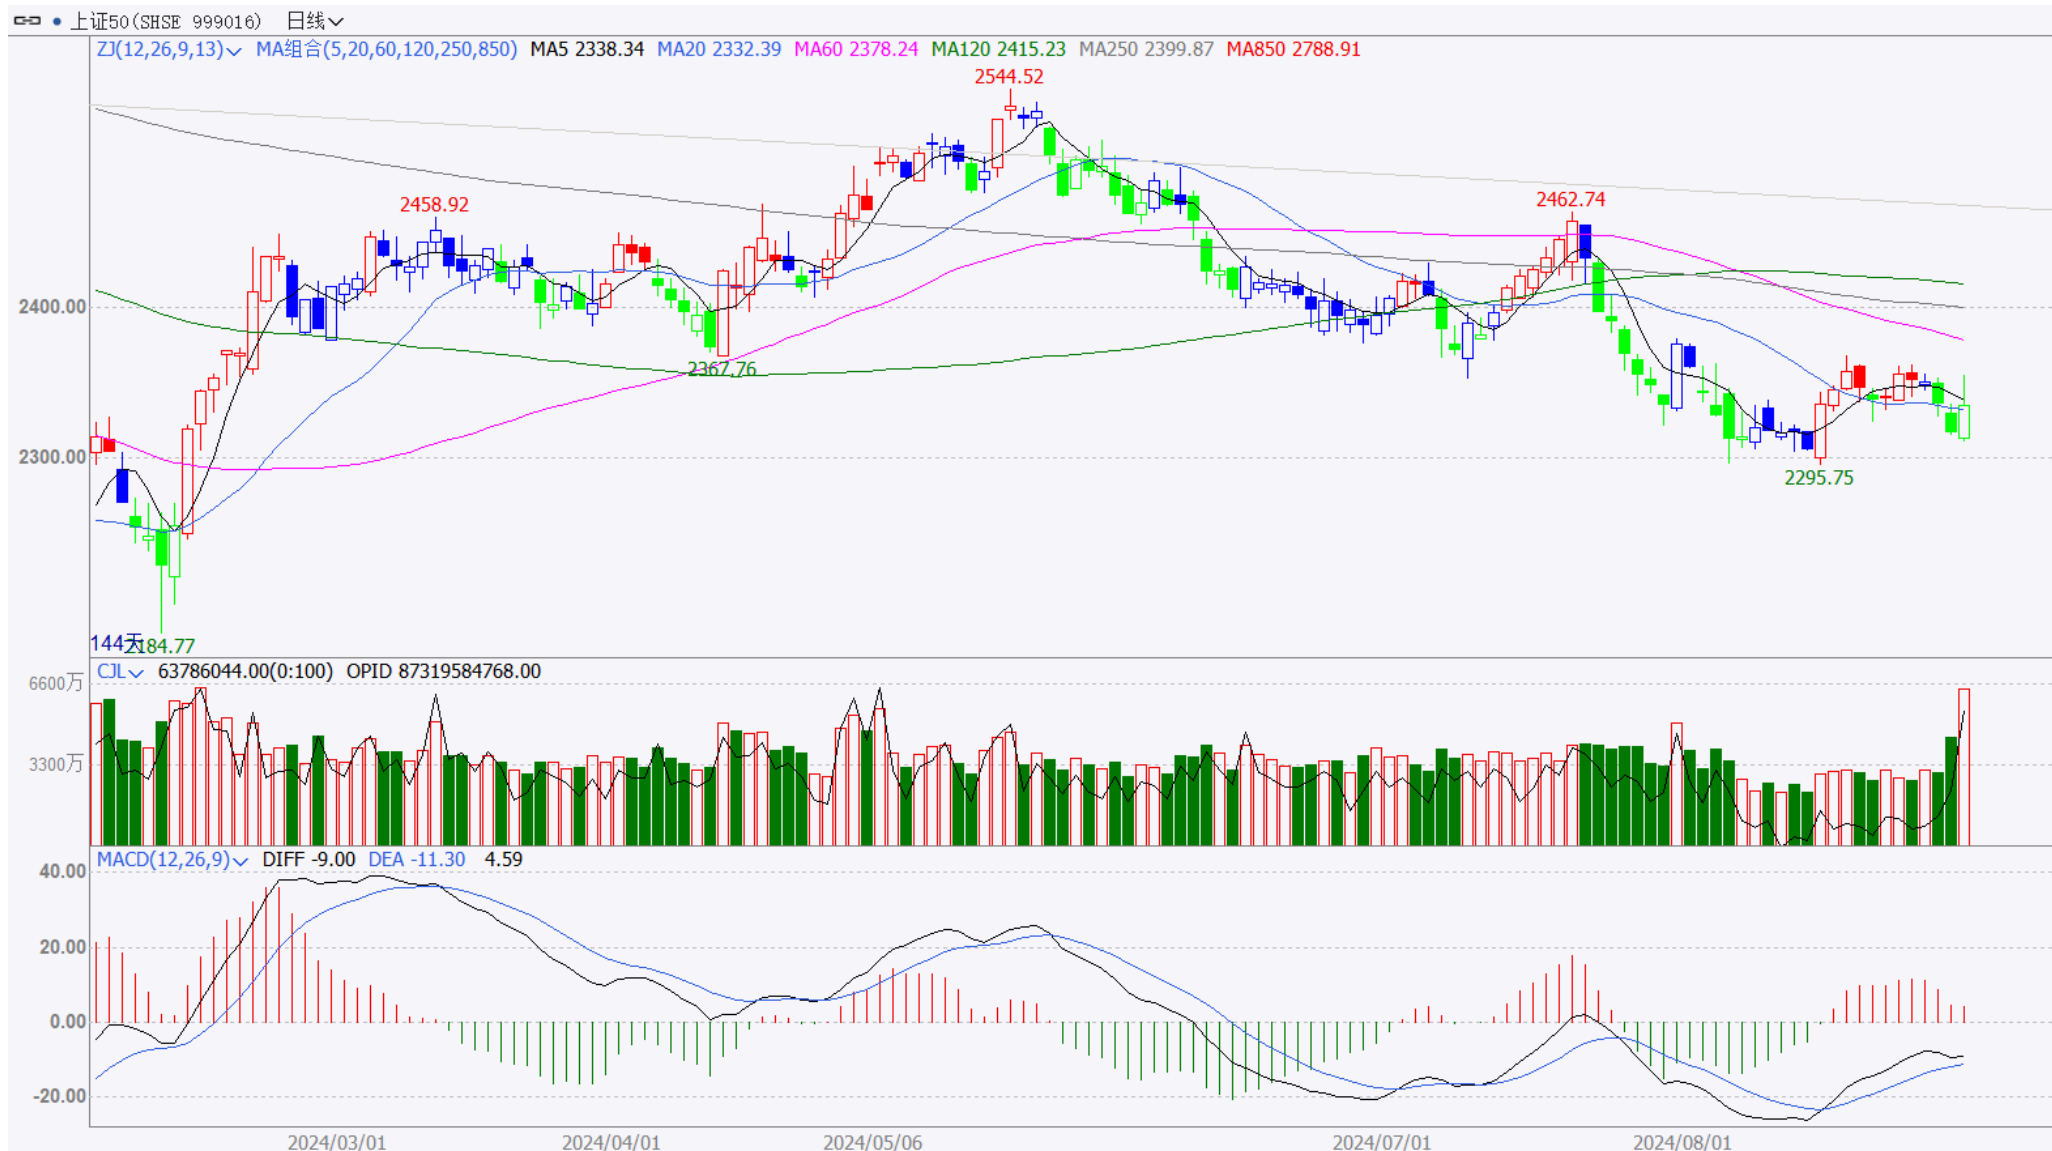 上证50(SHSE 999016) 日线
ZJ(12,26,9,13) MA组合(5,20,60,120,250,850) MA5 2338.34 MA20 2332.39 MA60 2378.24 MA120 2415.23 MA250 2399.87 MA850 2788.91
2544.52
2458.92
2462.74
2400.00
2367.76
2300.00
2295.75
144天
2184.77
CJL 63786044.00(0:100) OPID 87319584768.00
6600万
3300万
MACD(12,26,9) DIFF -9.00 DEA -11.30 4.59
40.00
20.00
0.00
-20.00
2024/03/01 2024/04/01 2024/05/06 2024/07/01 2024/08/01